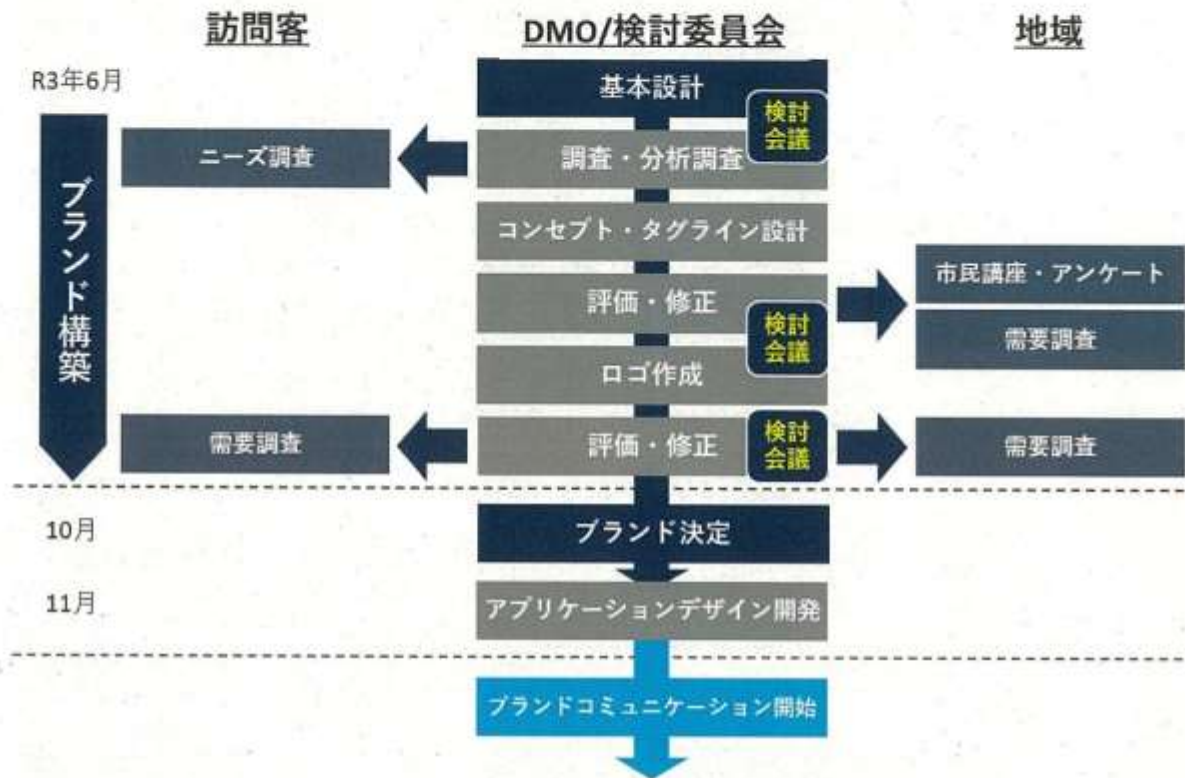 訪問客
DMO/検討委員会
地域
R3年6月
基本設計
検討
会議
ニーズ調査
調査・分析調査
ブランド構築
コンセプト・タグライン設計
市民講座・アンケート
評価・修正
検討
会議
需要調査
ロゴ作成
需要調査
評価・修正
検討
会議
需要調査
10月
ブランド決定
11月
アプリケーションデザイン開発
ブランドコミュニケーション開始